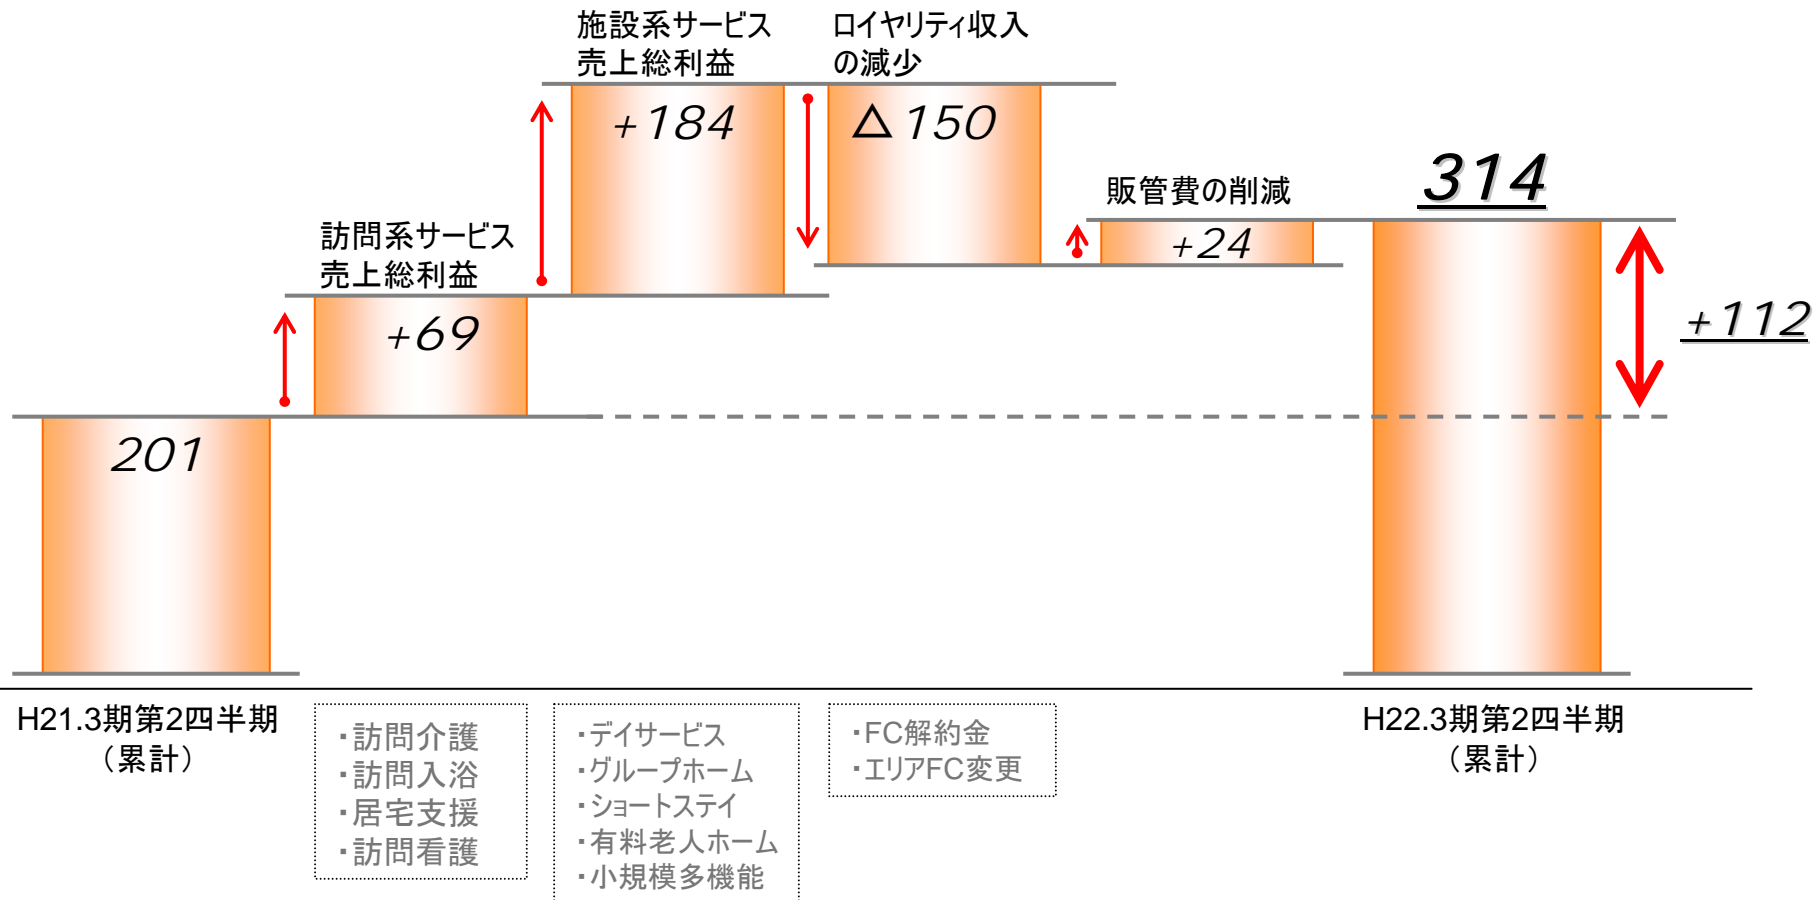 施設系サービス
売上総利益
ロイヤリティ収入
の減少
+184
△150
314
販管費の削減
訪問系サービス
売上総利益
+24
+69
+112
201
H21.3期第2四半期
(累計)
・訪問介護
・訪問入浴
・居宅支援
・訪問看護
・デイサービス
・グループホーム
・ショートステイ
・有料老人ホーム
・小規模多機能
・FC解約金
・エリアFC変更
H22.3期第2四半期
(累計)